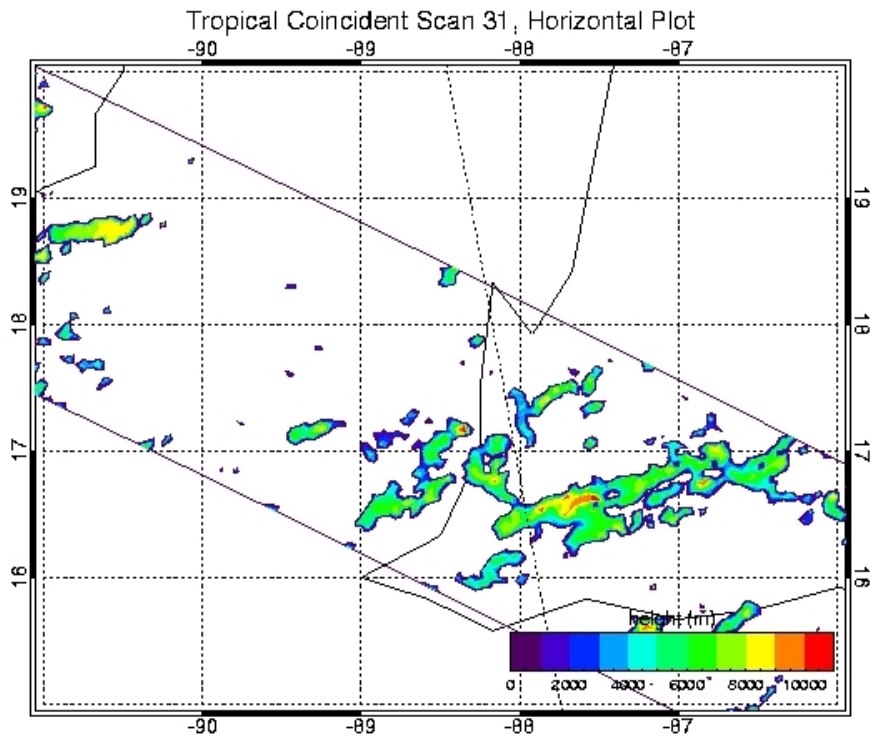 Tropical Coincident Scan 31, Horizontal Plot
-90 -89 -88 -87
19 19
18 18
17 17
16 16
height (m)
0 2000 4000 6000 8000 10000
-90 -89 -88 -87